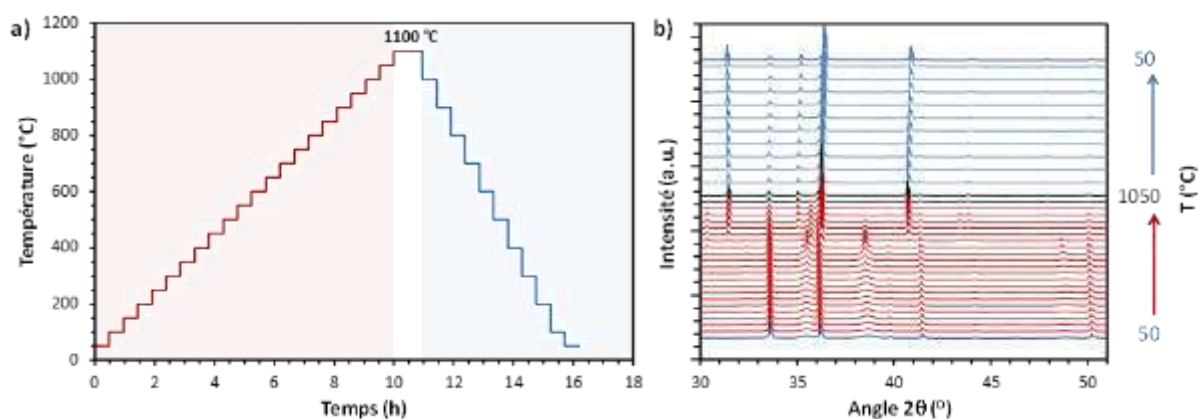 a)
1100 °C
Température (°C)
1200
1000
800
600
400
200
0
0 2 4 6 8 10 12 14 16 18
Temps (h)
b)
Intensité (a.u.)
30 35 40 45 50
Angle 2θ (°)
50
1050
50
T (°C)